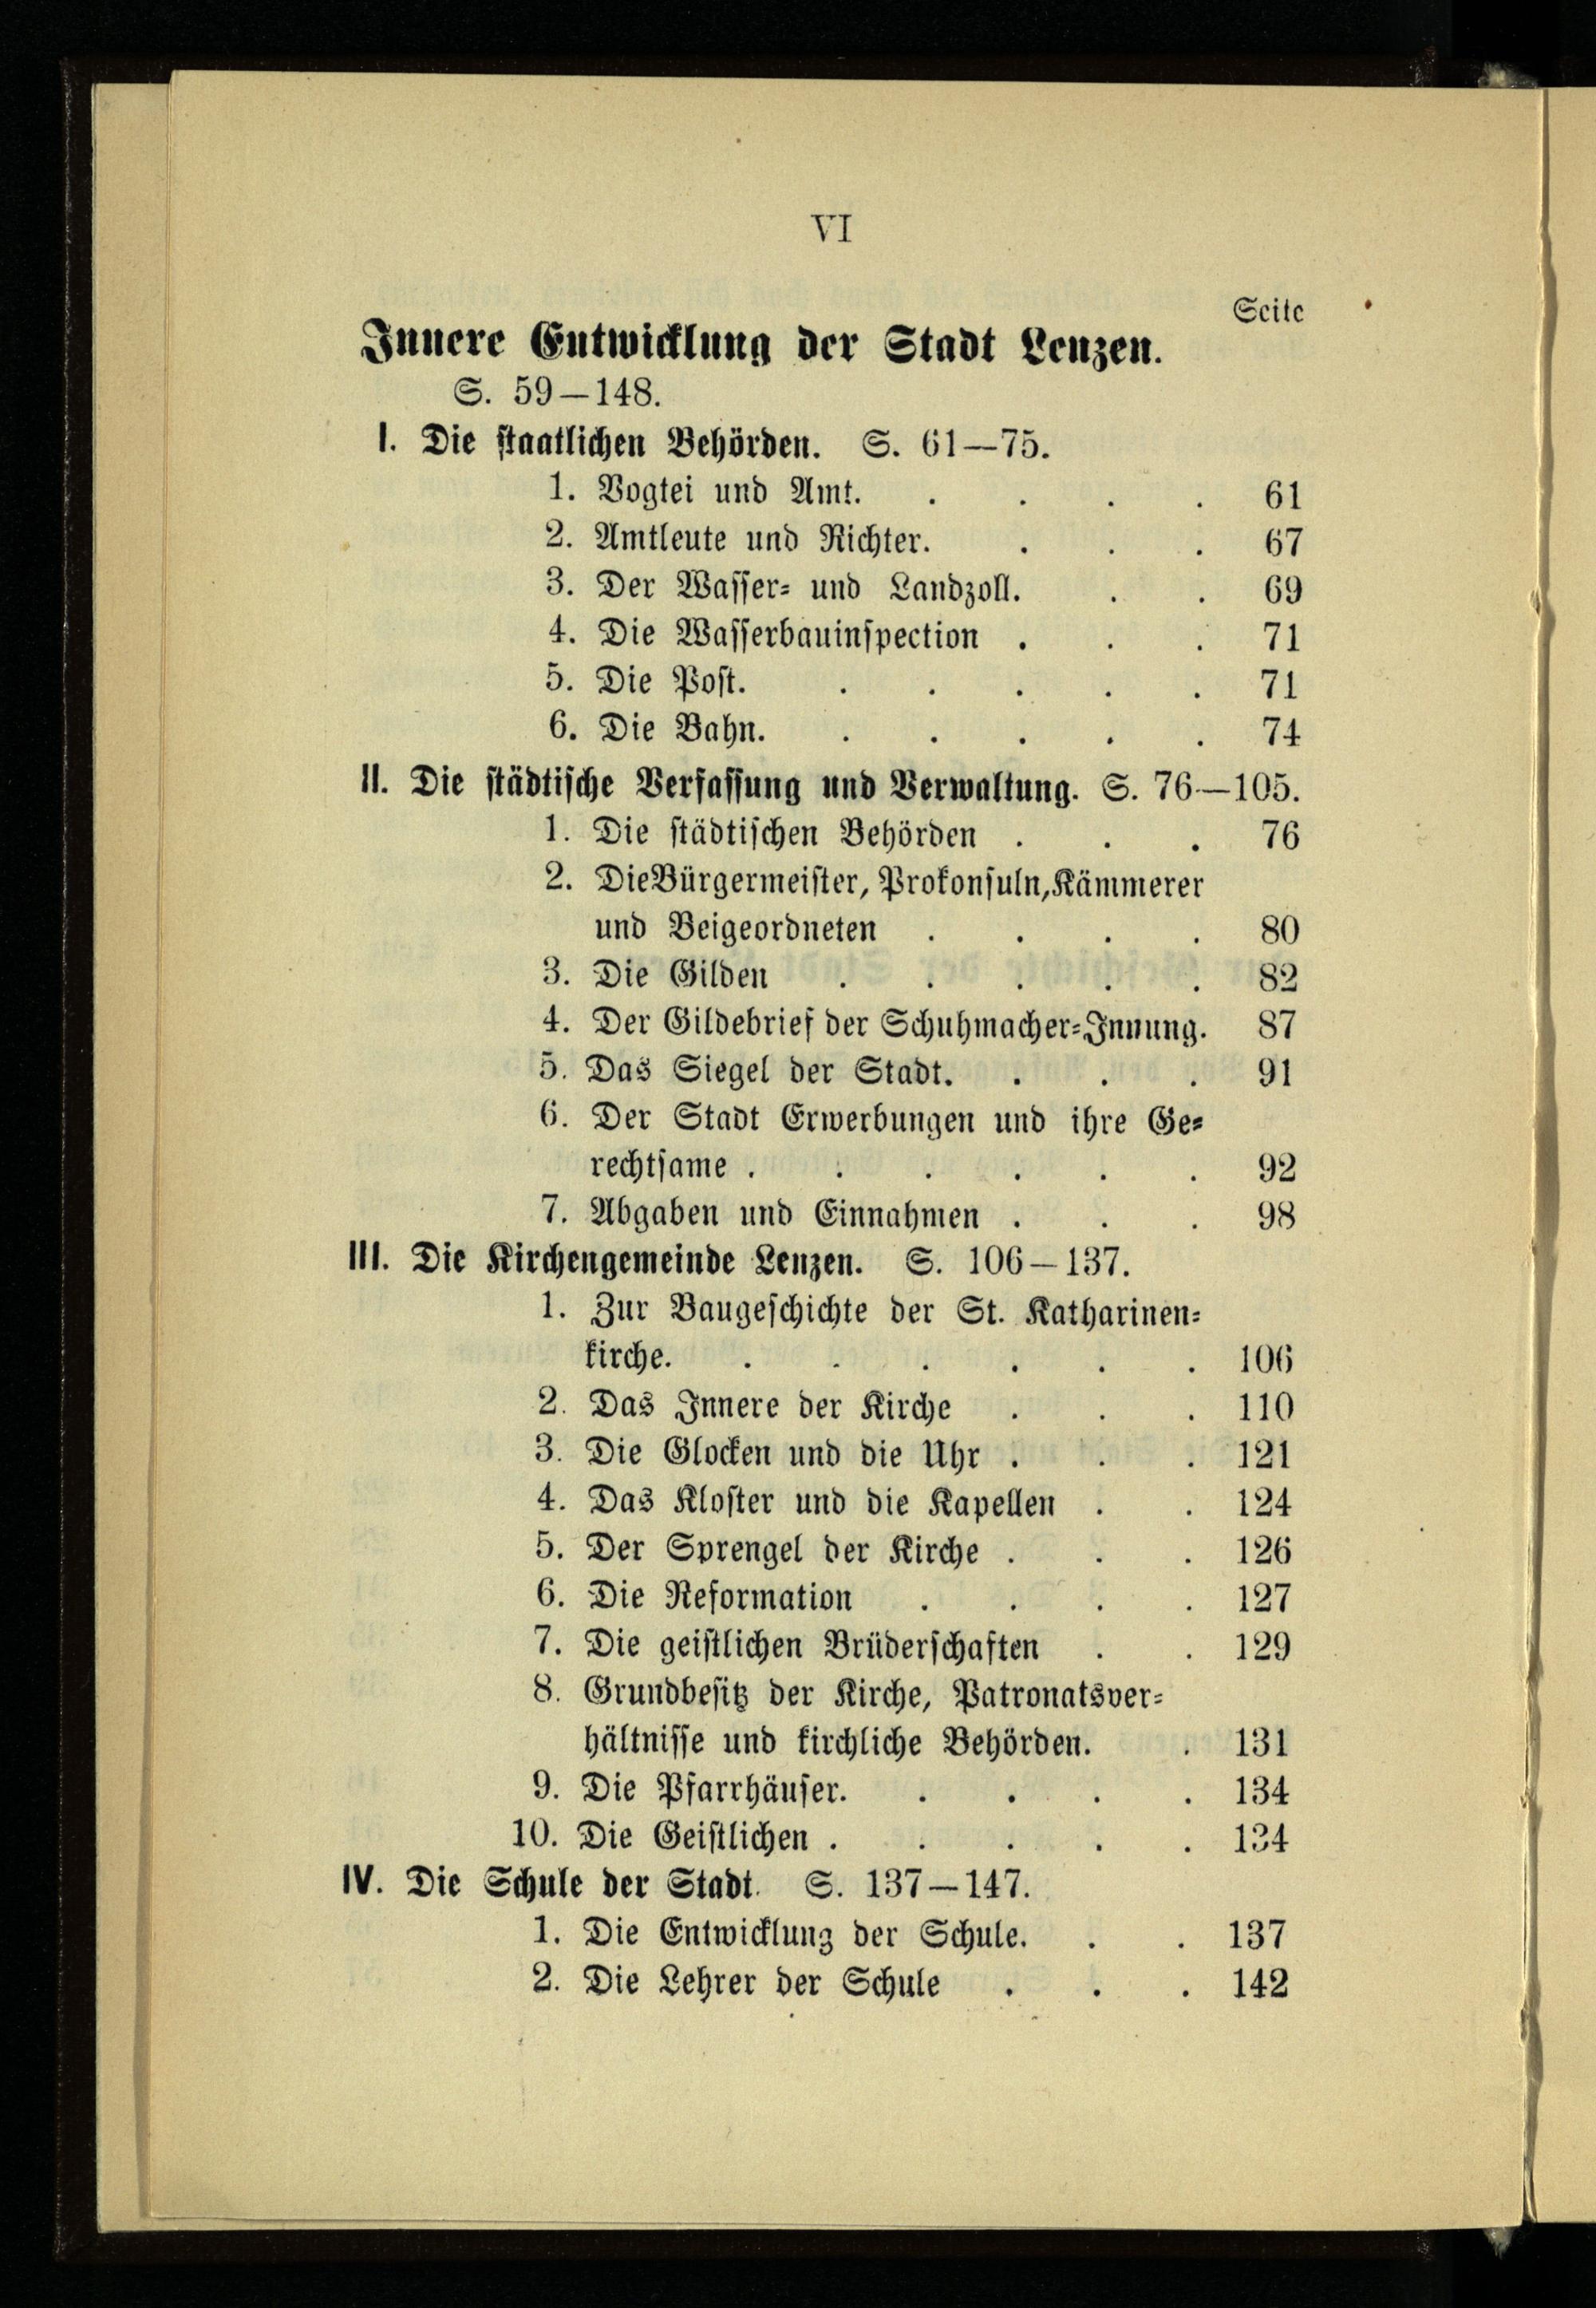 VI
Seite
Innere Entwicklung der Stadt Lenzen.
S. 59–148.
I. Die staatlichen Behörden. S. 61—75.
1. Vogtei und Amt. . . . . 61
2. Amtleute und Richter. . . . 67
3. Der Wasser- und Landzoll. . . 69
4. Die Wasserbauinspection . . . 71
5. Die Post. . . . . . 71
6. Die Bahn. . . . . . 74
II. Die städtische Verfassung und Verwaltung. S. 76—105.
1. Die städtischen Behörden . . . 76
2. Die Bürgermeister, Prokonsuln, Kämmerer
und Beigeordneten . . . . 80
3. Die Gilden . . . . . 82
4. Der Gildebrief der Schuhmacher-Innung. 87
5. Das Siegel der Stadt. . . . 91
6. Der Stadt Erwerbungen und ihre Ge-
rechtsame . . . . . . 92
7. Abgaben und Einnahmen . . . 98
III. Die Kirchengemeinde Lenzen. S. 106–137.
1. Zur Baugeschichte der St. Katharinen-
kirche. . . . . . . 106
2. Das Innere der Kirche . . . 110
3. Die Glocken und die Uhr . . . 121
4. Das Kloster und die Kapellen . . 124
5. Der Sprengel der Kirche . . . 126
6. Die Reformation . . . . 127
7. Die geistlichen Brüderschaften . . 129
8. Grundbesitz der Kirche, Patronatsver-
hältnisse und kirchliche Behörden. . 131
9. Die Pfarrhäuser. . . . . 134
10. Die Geistlichen . . . . . 134
IV. Die Schule der Stadt. S. 137—147.
1. Die Entwicklung der Schule. . . 137
2. Die Lehrer der Schule . . . 142